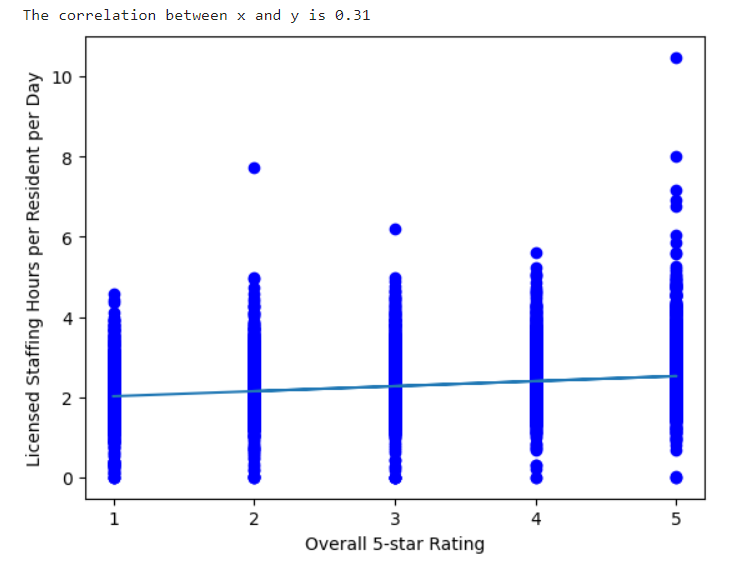 The correlation between x and y is 0.31
Licensed Staffing Hours per Resident per Day
10
8
6
4
2
0
1 2 3 4 5
Overall 5-star Rating